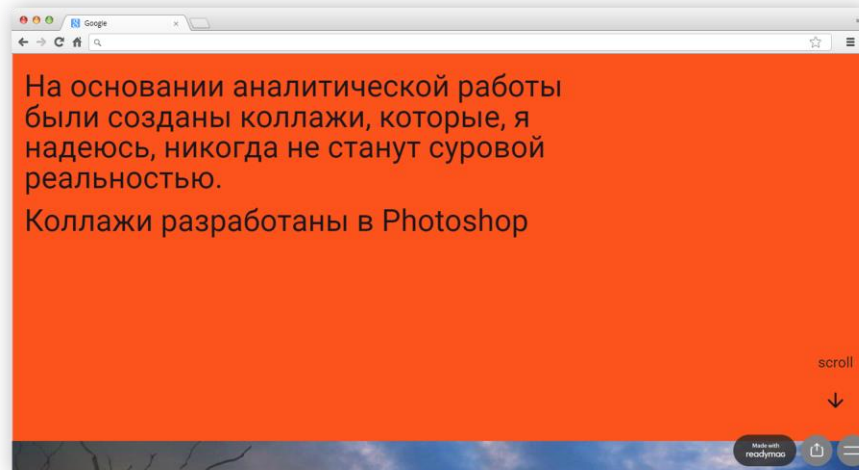 Google
На основании аналитической работы
были созданы коллажи, которые, я
надеюсь, никогда не станут суровой
реальностью.
Коллажи разработаны в Photoshop
scroll
Made with
readymag